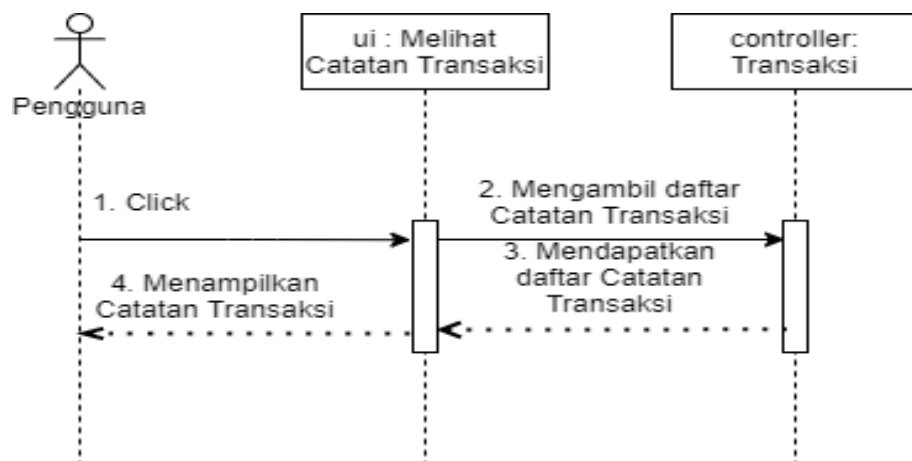 Pengguna
ui : Melihat
Catatan Transaksi
controller:
Transaksi
1. Click
2. Mengambil daftar
Catatan Transaksi
3. Mendapatkan
daftar Catatan
Transaksi
4. Menampilkan
Catatan Transaksi